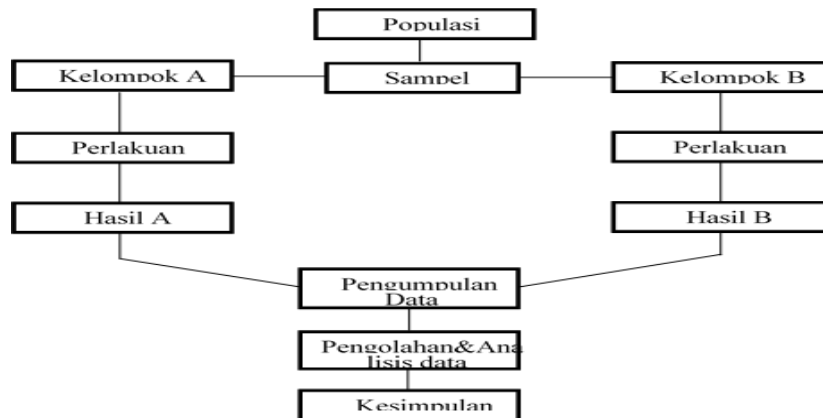 Populasi
Kelompok A
Sampel
Kelompok B
Perlakuan
Perlakuan
Hasil A
Hasil B
Pengumpulan
Data
Pengolahan&Ana
lisis data
Kesimpulan